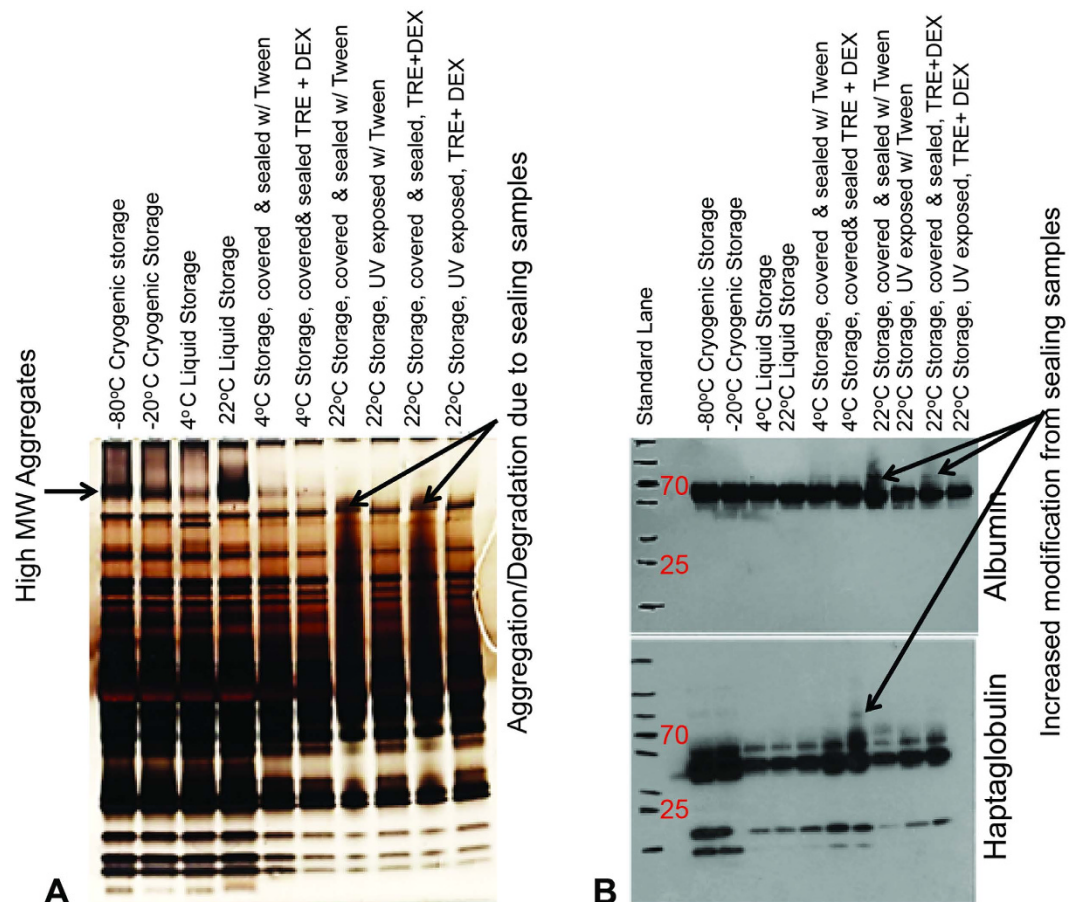 High MW Aggregates
-80ºC Cryogenic storage
-20ºC Cryogenic Storage
4ºC Liquid Storage
22ºC Liquid Storage
4ºC Storage, covered & sealed w/ Tween
4ºC Storage, covered& sealed TRE + DEX
22ºC Storage, covered & sealed w/ Tween
22ºC Storage, UV exposed w/ Tween
22ºC Storage, covered & sealed, TRE+DEX
22ºC Storage, UV exposed, TRE+ DEX
Aggregation/Degradation due to sealing samples
A
Standard Lane
-80ºC Cryogenic Storage
-20ºC Cryogenic Storage
4ºC Liquid Storage
22ºC Liquid Storage
4ºC Storage, covered & sealed w/ Tween
4ºC Storage, covered& sealed TRE + DEX
22ºC Storage, covered & sealed w/ Tween
22ºC Storage, UV exposed w/ Tween
22ºC Storage, covered & sealed, TRE+DEX
22ºC Storage, UV exposed, TRE+ DEX
Increased modification from sealing samples
70
25
Albumin
70
25
Haptaglobulin
B